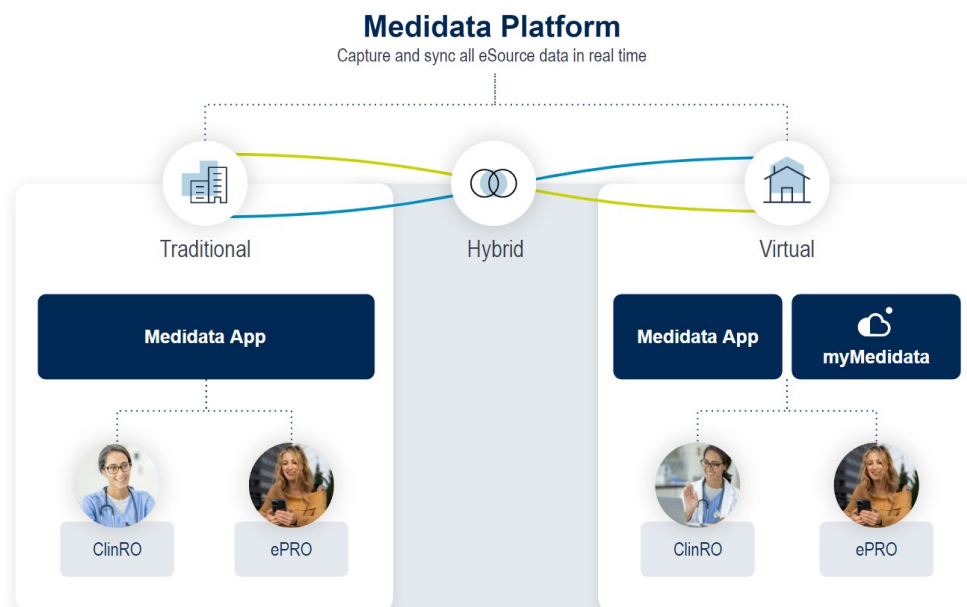 Medidata Platform
Capture and sync all eSource data in real time
Traditional
Hybrid
Virtual
Medidata App
Medidata App
myMedidata
ClinRO
ePRO
ClinRO
ePRO